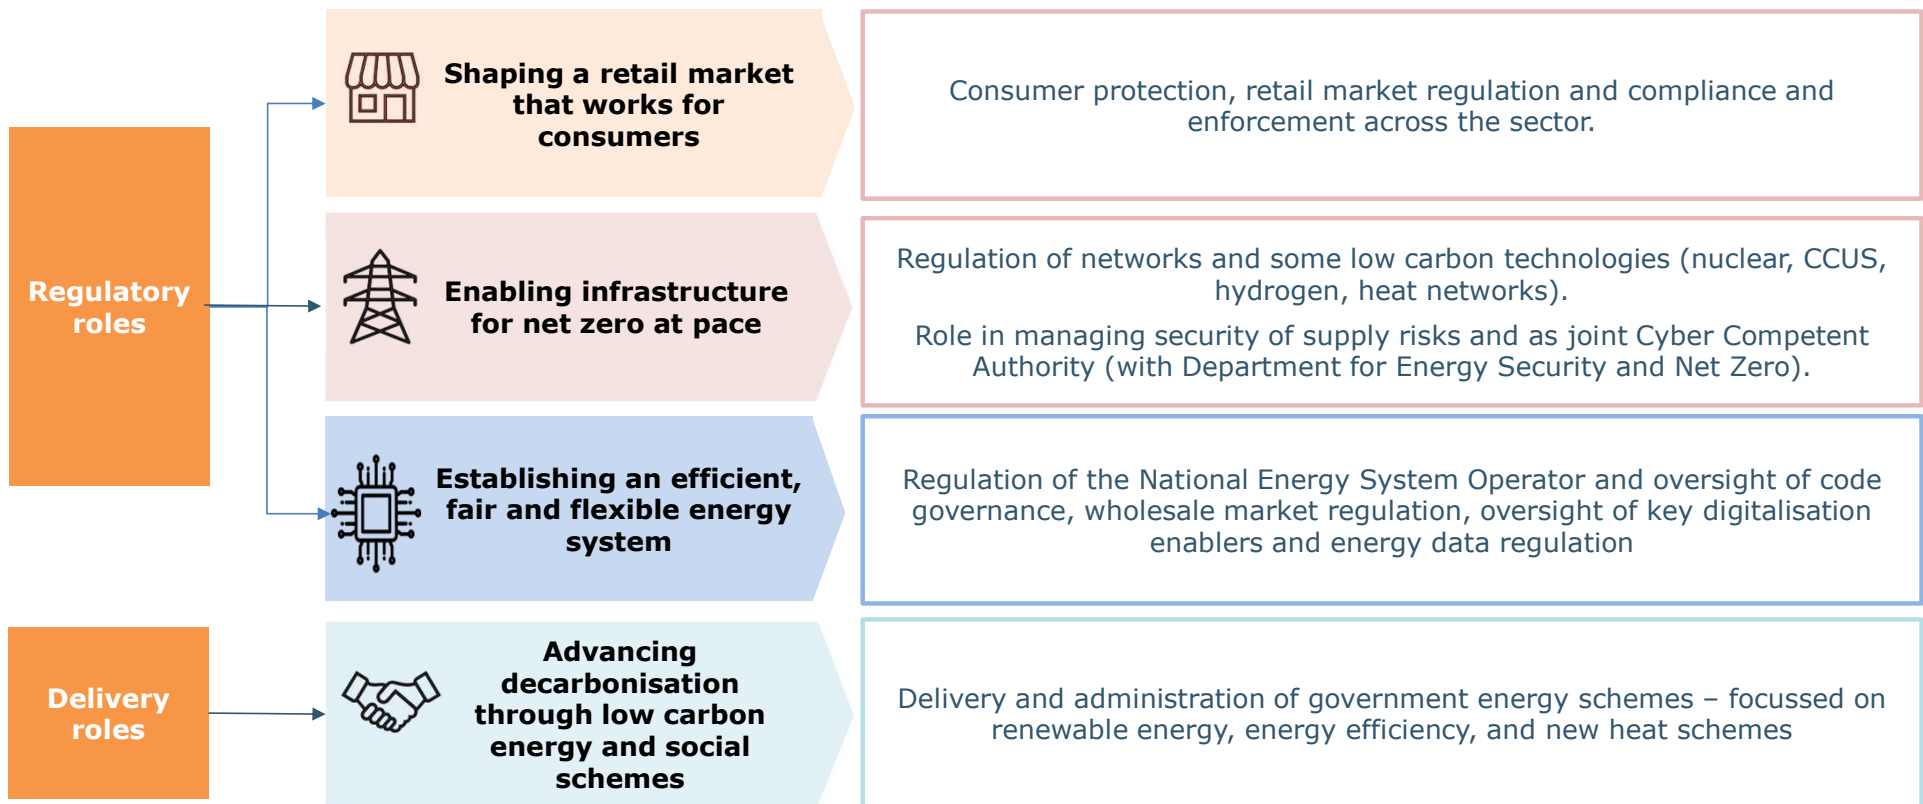 Regulatory
roles
Shaping a retail market
that works for
consumers
Consumer protection, retail market regulation and compliance and
enforcement across the sector.
Enabling infrastructure
for net zero at pace
Regulation of networks and some low carbon technologies (nuclear, CCUS,
hydrogen, heat networks).
Role in managing security of supply risks and as joint Cyber Competent
Authority (with Department for Energy Security and Net Zero).
Establishing an efficient,
fair and flexible energy
system
Regulation of the National Energy System Operator and oversight of code
governance, wholesale market regulation, oversight of key digitalisation
enablers and energy data regulation
Delivery
roles
Advancing
decarbonisation
through low carbon
energy and social
schemes
Delivery and administration of government energy schemes – focussed on
renewable energy, energy efficiency, and new heat schemes